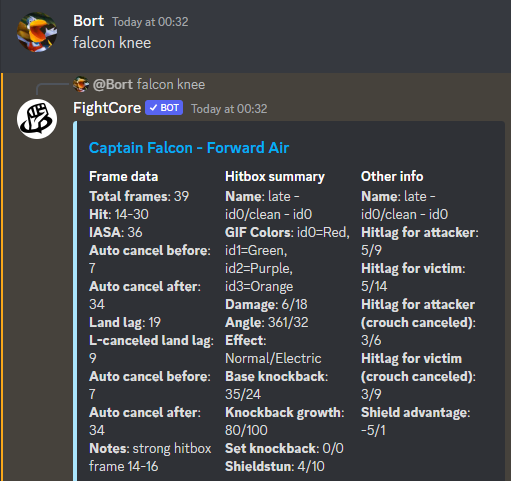 Bort Today at 00:32
falcon knee
@Bort falcon knee
FightCore ✓ BOT Today at 00:32
Captain Falcon - Forward Air
Frame data
Total frames: 39
Hit: 14-30
IASA: 36
Auto cancel before:
7
Auto cancel after:
34
Land lag: 19
L-canceled land lag:
9
Auto cancel before:
7
Auto cancel after:
34
Notes: strong hitbox
frame 14-16
Hitbox summary
Name: late -
id0/clean - id0
GIF Colors: id0=Red,
id1=Green,
id2=Purple,
id3=Orange
Damage: 6/18
Angle: 361/32
Effect:
Normal/Electric
Base knockback:
35/24
Knockback growth:
80/100
Set knockback: 0/0
Shieldstun: 4/10
Other info
Name: late -
id0/clean - id0
Hitlag for attacker:
5/9
Hitlag for victim:
5/14
Hitlag for attacker
(crouch canceled):
3/6
Hitlag for victim
(crouch canceled):
3/9
Shield advantage:
-5/1